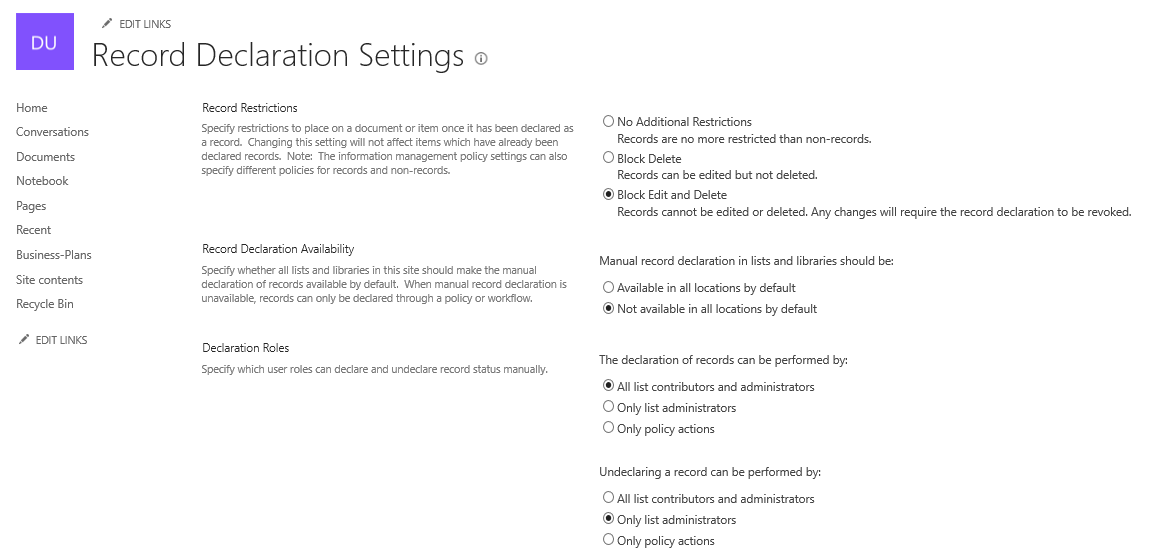 DU
EDIT LINKS
Record Declaration Settings
Home
Conversations
Documents
Notebook
Pages
Recent
Business-Plans
Site contents
Recycle Bin
EDIT LINKS
Record Restrictions
Specify restrictions to place on a document or item once it has been declared as
a record.  Changing this setting will not affect items which have already been
declared records.  Note:  The information management policy settings can also
specify different policies for records and non-records.
No Additional Restrictions
Records are no more restricted than non-records.
Block Delete
Records can be edited but not deleted.
Block Edit and Delete
Records cannot be edited or deleted. Any changes will require the record declaration to be revoked.
Record Declaration Availability
Specify whether all lists and libraries in this site should make the manual
declaration of records available by default.  When manual record declaration is
unavailable, records can only be declared through a policy or workflow.
Manual record declaration in lists and libraries should be:
Available in all locations by default
Not available in all locations by default
Declaration Roles
Specify which user roles can declare and undeclare record status manually.
The declaration of records can be performed by:
All list contributors and administrators
Only list administrators
Only policy actions
Undeclaring a record can be performed by:
All list contributors and administrators
Only list administrators
Only policy actions